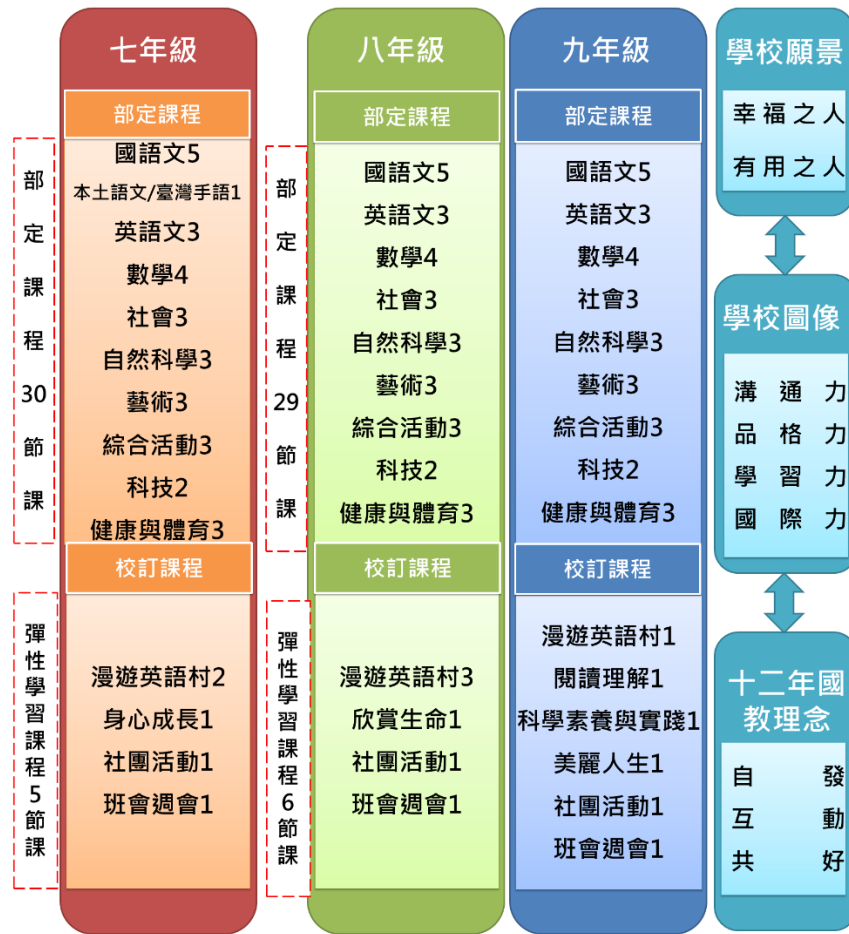 七年級
部定課程
部定課程30節課
國語文5
本土語文/臺灣手語1
英語文3
數學4
社會3
自然科學3
藝術3
綜合活動3
科技2
健康與體育3
校訂課程
彈性學習課程5節課
漫遊英語村2
身心成長1
社團活動1
班會週會1
八年級
部定課程
部定課程29節課
國語文5
英語文3
數學4
社會3
自然科學3
藝術3
綜合活動3
科技2
健康與體育3
校訂課程
彈性學習課程6節課
漫遊英語村3
欣賞生命1
社團活動1
班會週會1
九年級
部定課程
國語文5
英語文3
數學4
社會3
自然科學3
藝術3
綜合活動3
科技2
健康與體育3
校訂課程
漫遊英語村1
閱讀理解1
科學素養與實踐1
美麗人生1
社團活動1
班會週會1
學校願景
幸福之人
有用之人
學校圖像
溝通力
品格力
學習力
國際力
十二年國
教理念
自發
互動
共好